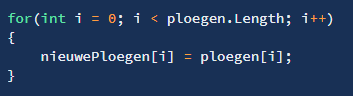 for(int i = 0; i < ploegen.Length; i++)
{
    nieuwePloegen[i] = ploegen[i];
}